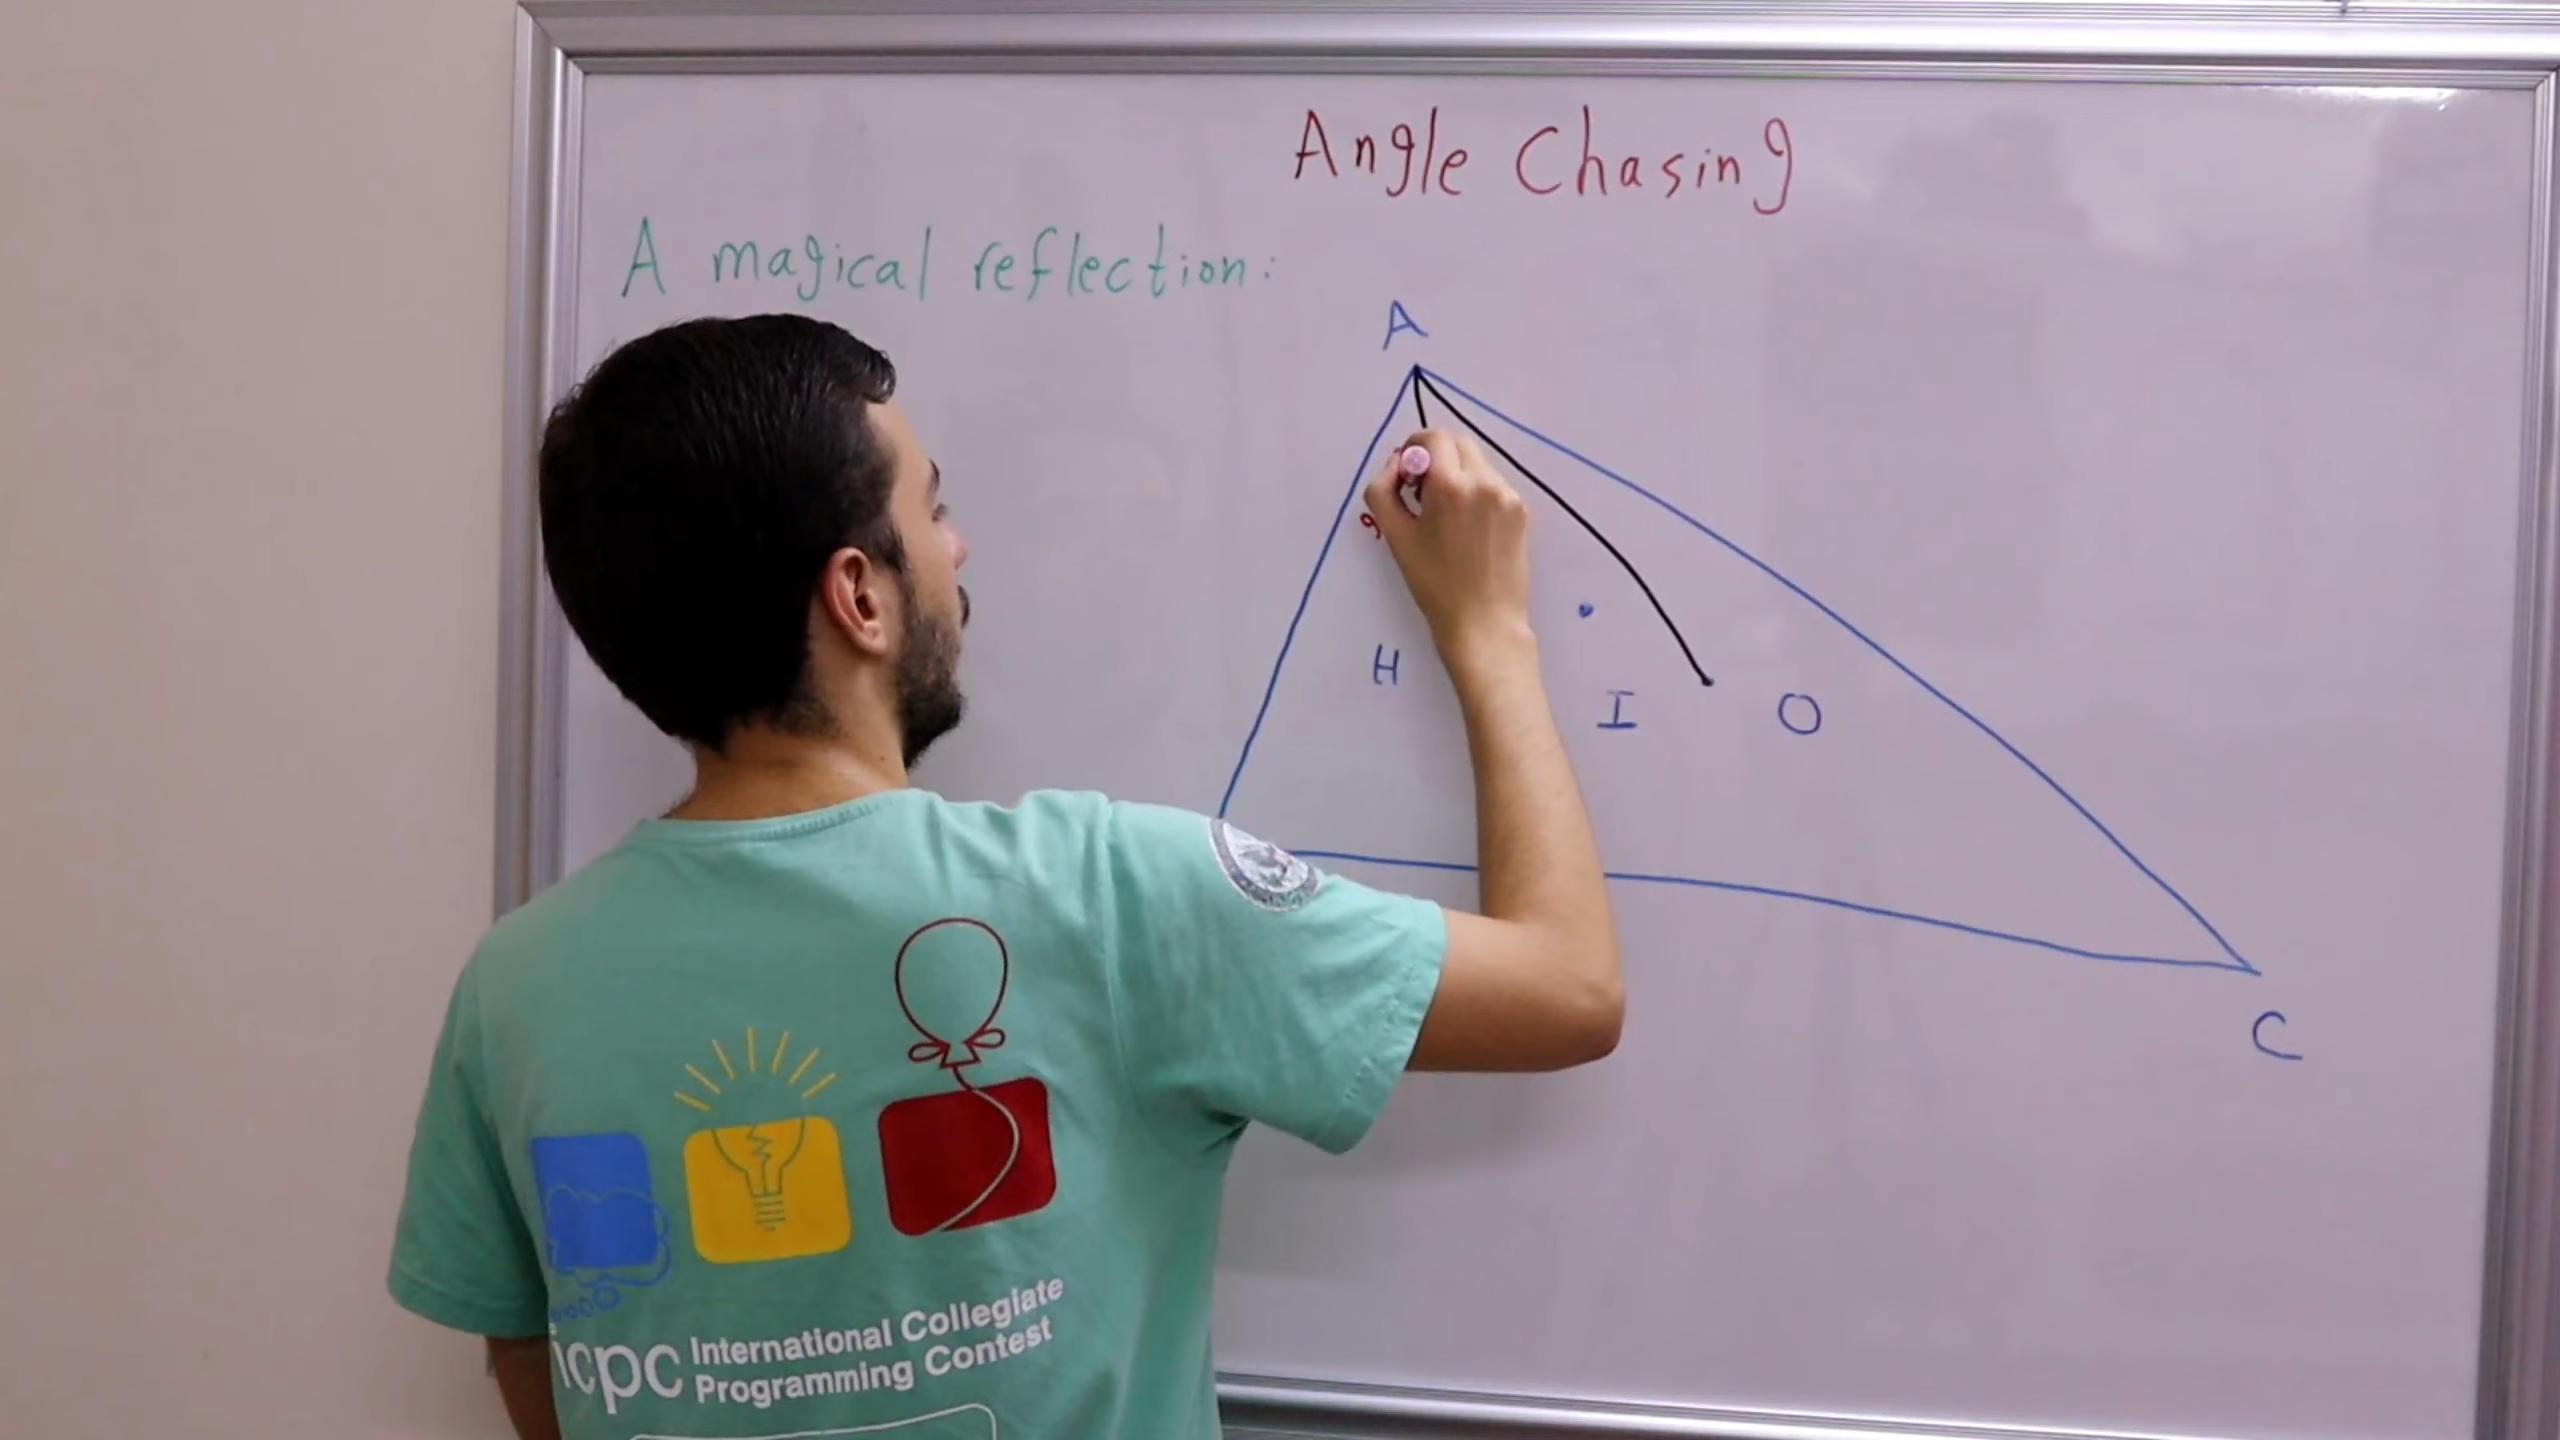 Angle Chasing
A magical reflection:
A
H
I
O
C
icpc
International Collegiate
Programming Contest